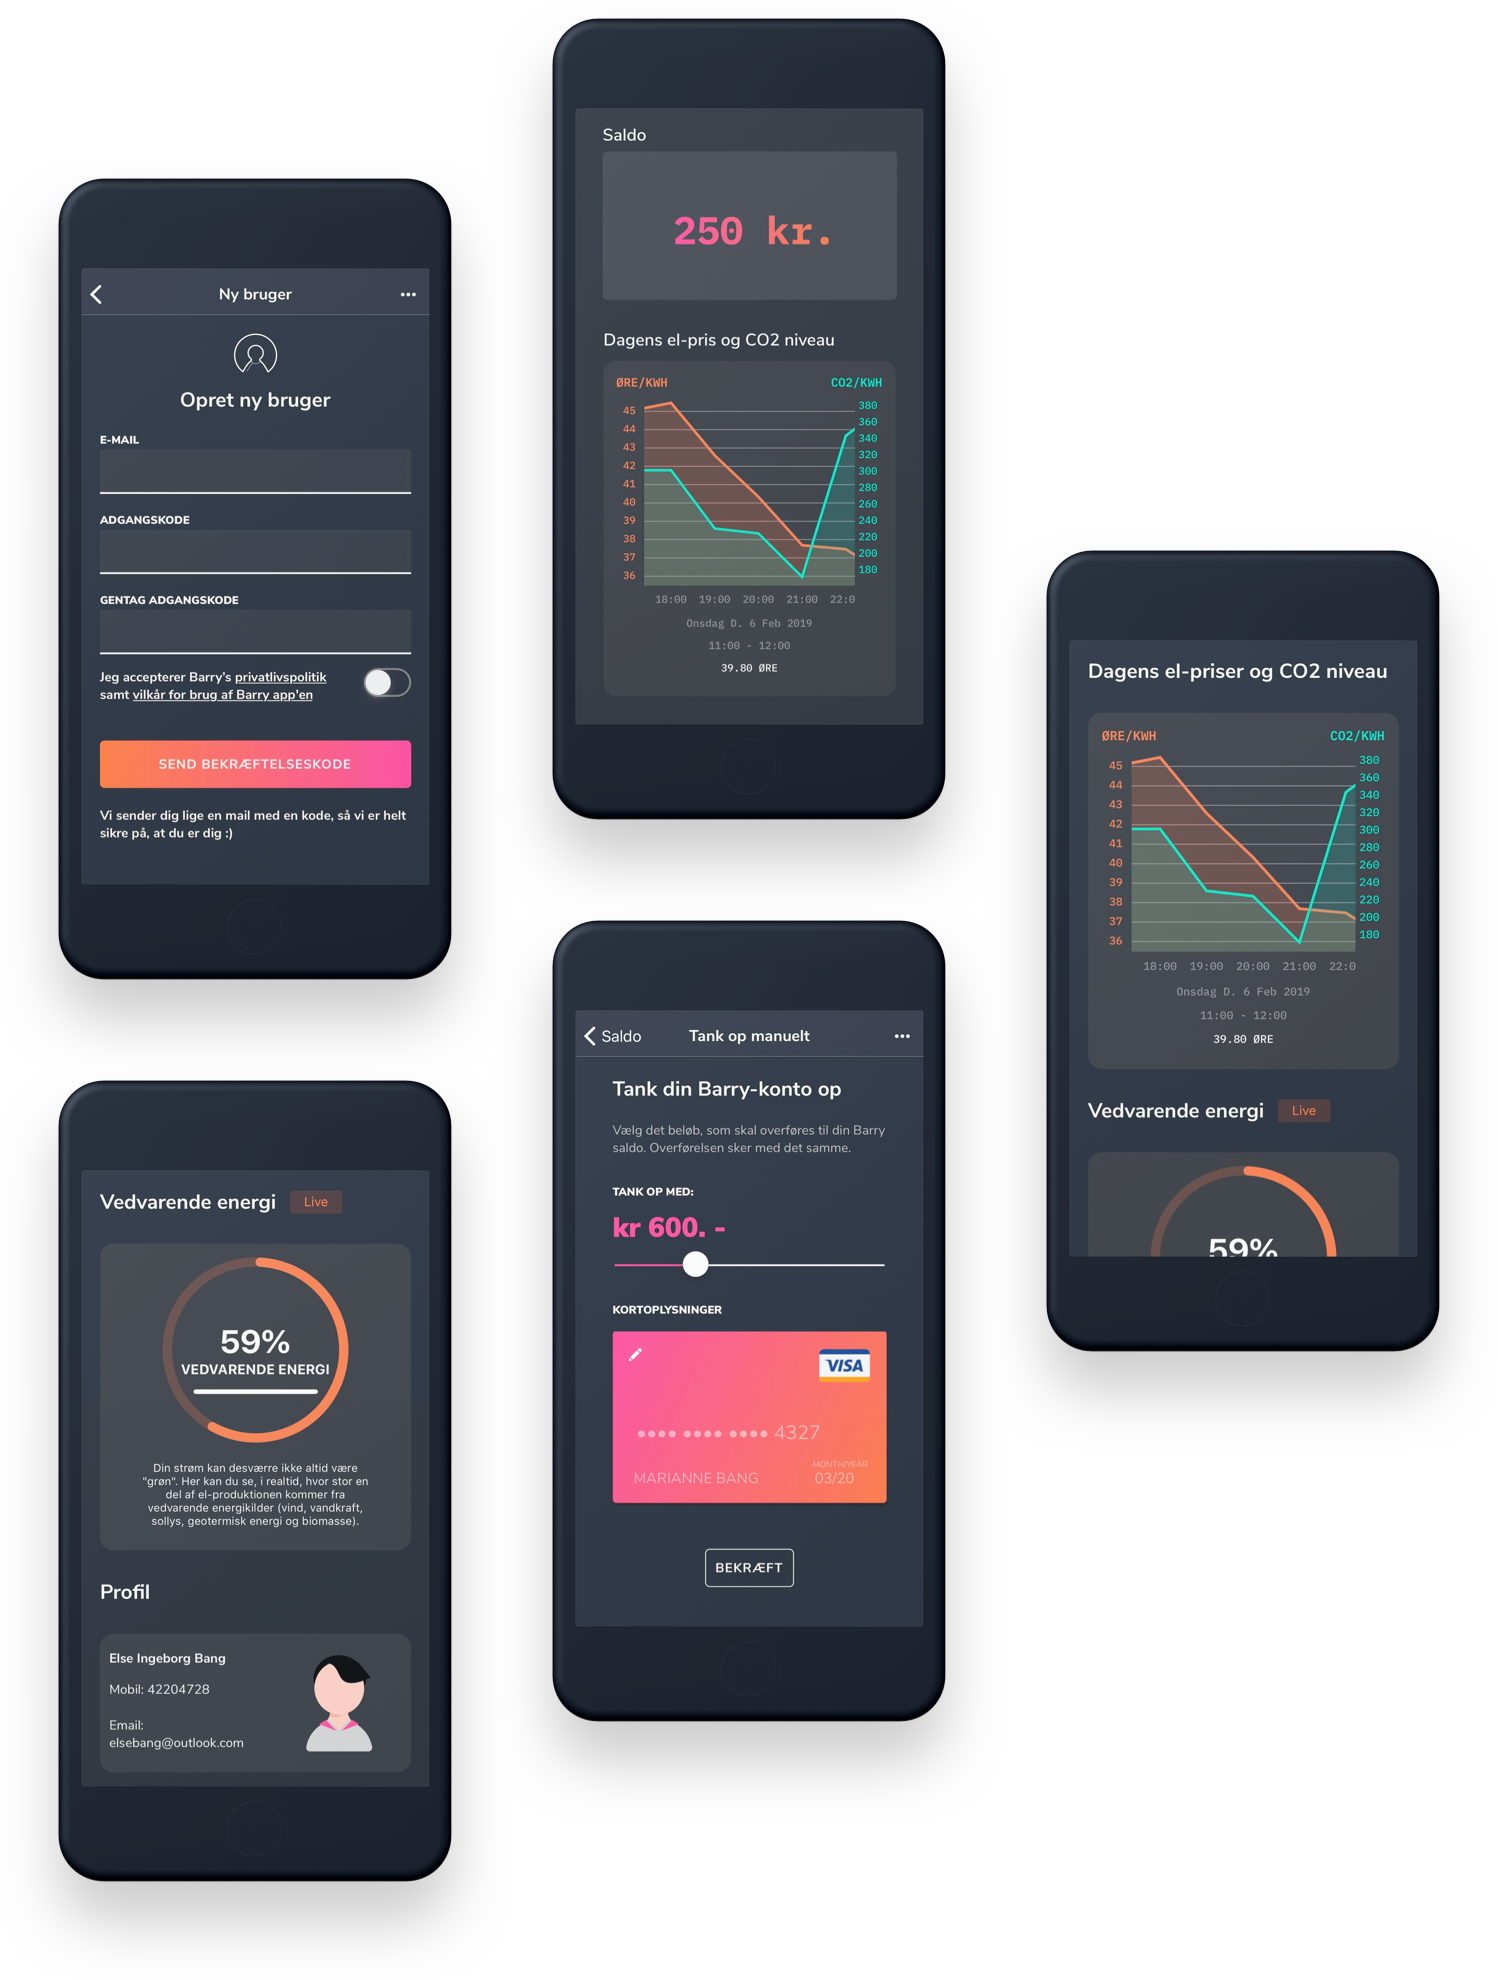 Ny bruger
Opret ny bruger
E-MAIL
ADGANGSKODE
GENTAG ADGANGSKODE
Jeg accepterer Barry's privatlivspolitik
samt vilkår for brug af Barry app'en
SEND BEKRÆFTELSESKODE
Vi sender dig lige en mail med en kode, så vi er helt
sikre på, at du er dig :)
Vedvarende energi Live
59%
VEDVARENDE ENERGI
Din strøm kan desværre ikke altid være
"grøn". Her kan du se, i realtid, hvor stor en
del af el-produktionen kommer fra
vedvarende energikilder (vind, vandkraft,
sollys, geotermisk energi og biomasse).
Profil
Else Ingeborg Bang
Mobil: 42204728
Email:
elsebang@outlook.com
Saldo
250 kr.
Dagens el-pris og CO2 niveau
ØRE/KWH CO2/KWH
45 380
44 360
43 340
42 320
41 300
40 280
39 260
38 240
37 220
36 200
180
18:00 19:00 20:00 21:00 22:0
Onsdag D. 6 Feb 2019
11:00 - 12:00
39.80 ØRE
Saldo Tank op manuelt
Tank din Barry-konto op
Vælg det beløb, som skal overføres til din Barry
saldo. Overførelsen sker med det samme.
TANK OP MED:
kr 600. -
KORTOPLYSNINGER
VISA
•••• •••• •••• 4327
MONTH/YEAR
MARIANNE BANG 03/20
BEKRÆFT
Dagens el-priser og CO2 niveau
ØRE/KWH CO2/KWH
45 380
44 360
43 340
42 320
41 300
40 280
39 260
38 240
37 220
36 200
180
18:00 19:00 20:00 21:00 22:0
Onsdag D. 6 Feb 2019
11:00 - 12:00
39.80 ØRE
Vedvarende energi Live
59%